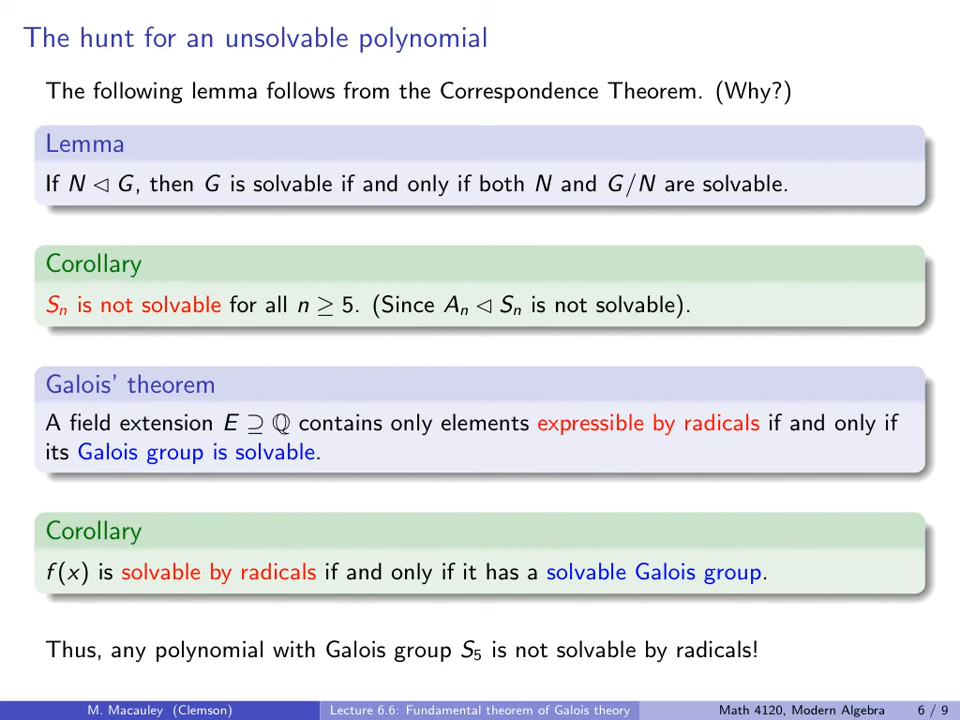 The hunt for an unsolvable polynomial
The following lemma follows from the Correspondence Theorem. (Why?)
Lemma
If N ◁ G, then G is solvable if and only if both N and G/N are solvable.
Corollary
Sₙ is not solvable for all n ≥ 5. (Since Aₙ ◁ Sₙ is not solvable).
Galois' theorem
A field extension E ⊇ ℚ contains only elements expressible by radicals if and only if
its Galois group is solvable.
Corollary
f(x) is solvable by radicals if and only if it has a solvable Galois group.
Thus, any polynomial with Galois group S₅ is not solvable by radicals!
M. Macauley (Clemson) Lecture 6.6: Fundamental theorem of Galois theory Math 4120, Modern Algebra 6 / 9